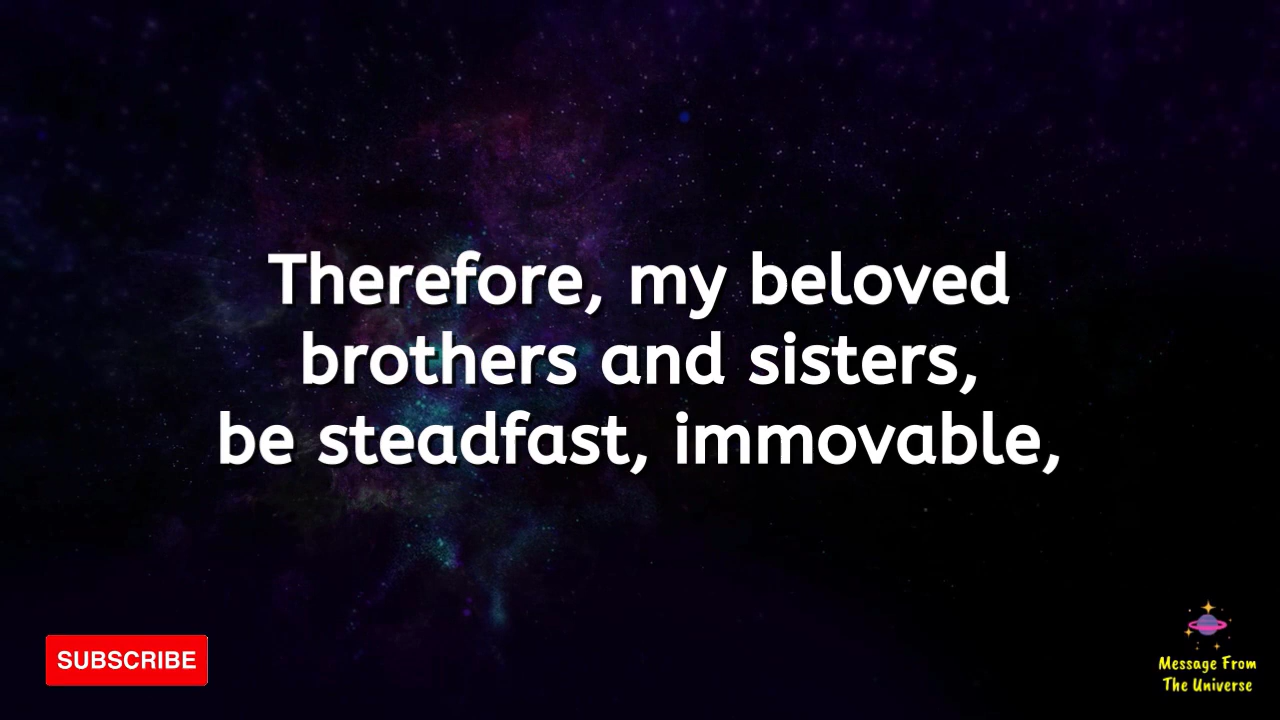 Therefore, my beloved
brothers and sisters,
be steadfast, immovable,
SUBSCRIBE
Message From
The Universe